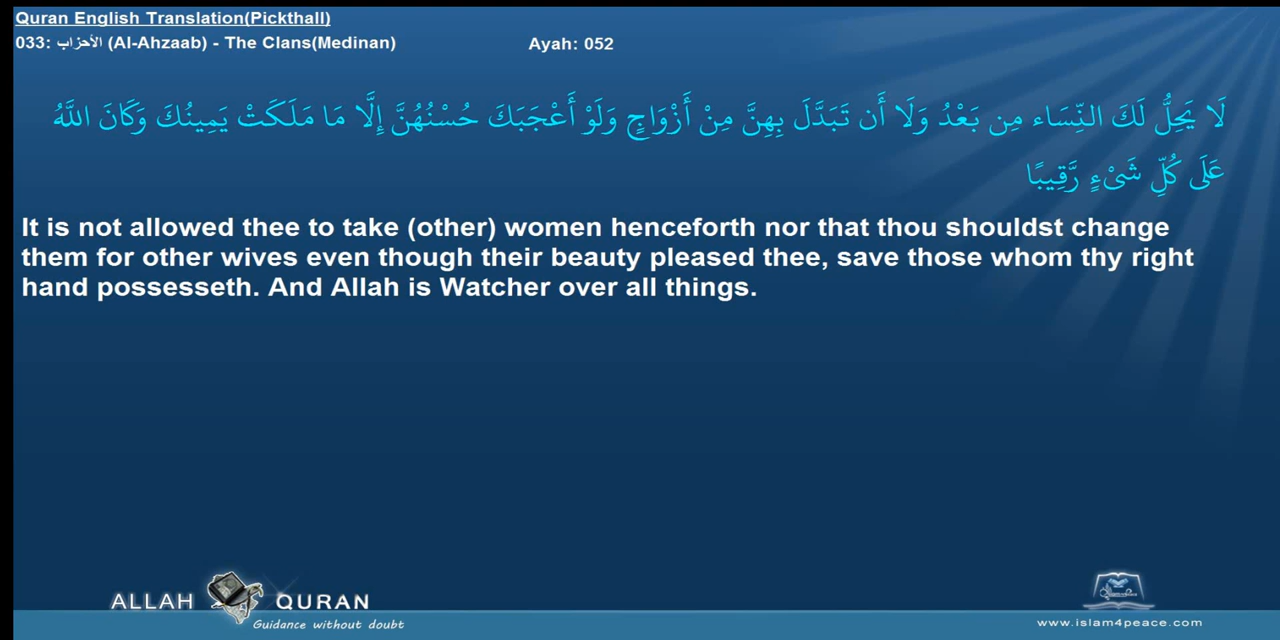 Quran English Translation(Pickthall)
033: الأحزاب (Al-Ahzaab) - The Clans(Medinan)
Ayah: 052
لَا يَحِلُّ لَكَ النِّسَاء مِن بَعْدُ وَلَا أَن تَبَدَّلَ بِهِنَّ مِنْ أَزْوَاجٍ وَلَوْ أَعْجَبَكَ حُسْنُهُنَّ إِلَّا مَا مَلَكَتْ يَمِينُكَ وَكَانَ اللَّهُ
عَلَى كُلِّ شَيْءٍ رَّقِيبًا
It is not allowed thee to take (other) women henceforth nor that thou shouldst change
them for other wives even though their beauty pleased thee, save those whom thy right
hand possesseth. And Allah is Watcher over all things.
ALLAH QURAN
Guidance without doubt
www.islam4peace.com